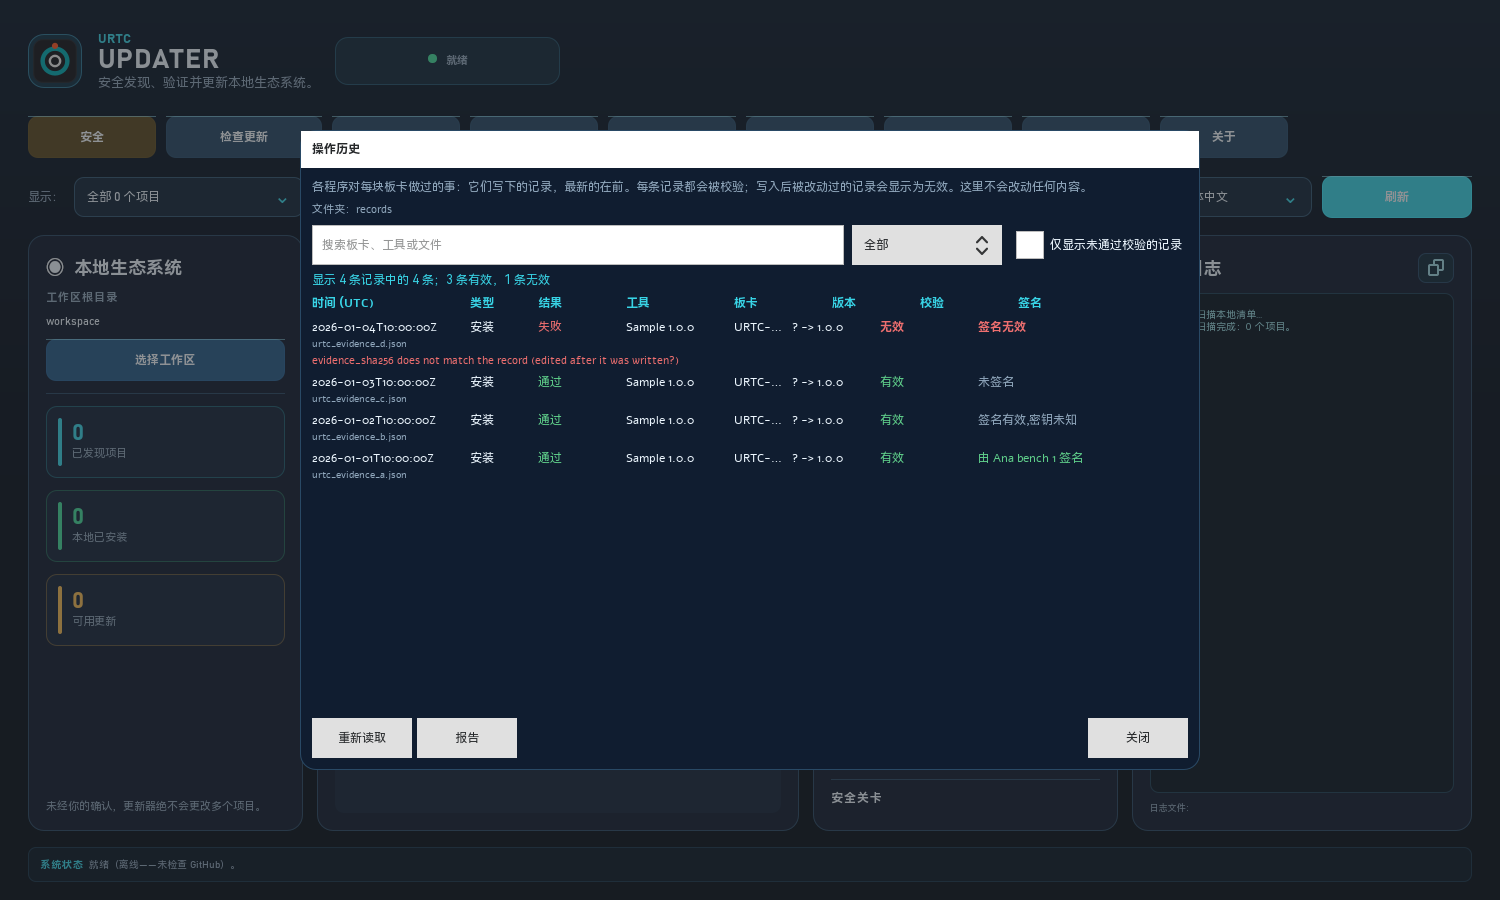 URTC
UPDATER
安全发现、验证并更新本地生态系统。
就绪
安全
检查更新
关于
显示：
全部 0 个项目
中文
刷新
操作历史
各程序对每块板卡做过的事：它们写下的记录，最新的在前。每条记录都会被校验；写入后被改动过的记录会显示为无效。这里不会改动任何内容。
文件夹： records
搜索板卡、工具或文件
全部
仅显示未通过校验的记录
显示 4 条记录中的 4 条；3 条有效，1 条无效
时间 (UTC) 类型 结果 工具 板卡 版本 校验 签名
2026-01-04T10:00:00Z 安装 失败 Sample 1.0.0 URTC-... ? -> 1.0.0 无效 签名无效
urtc_evidence_d.json
evidence_sha256 does not match the record (edited after it was written?)
2026-01-03T10:00:00Z 安装 通过 Sample 1.0.0 URTC-... ? -> 1.0.0 有效 未签名
urtc_evidence_c.json
2026-01-02T10:00:00Z 安装 通过 Sample 1.0.0 URTC-... ? -> 1.0.0 有效 签名有效,密钥未知
urtc_evidence_b.json
2026-01-01T10:00:00Z 安装 通过 Sample 1.0.0 URTC-... ? -> 1.0.0 有效 由 Ana bench 1 签名
urtc_evidence_a.json
重新读取
报告
关闭
本地生态系统
工作区根目录
workspace
选择工作区
0
已发现项目
0
本地已安装
0
可用更新
未经你的确认，更新器绝不会更改多个项目。
安全关卡
志
描本地清单...
描完成：0 个项目。
日志文件:
系统状态 就绪（离线——未检查 GitHub）。